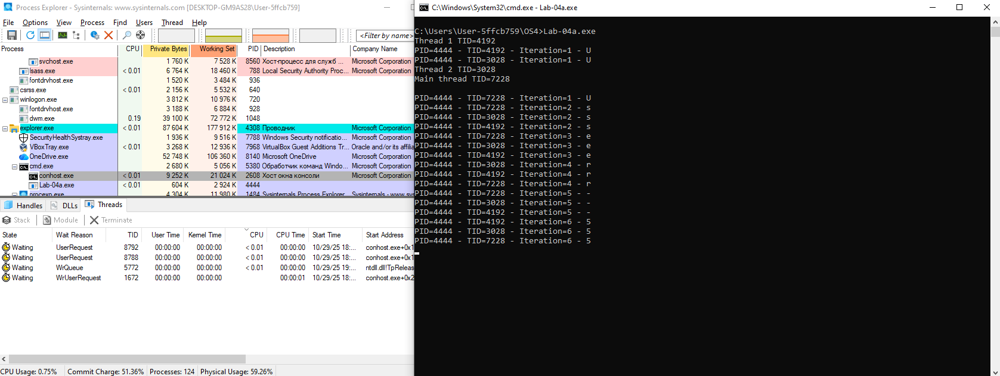 Process Explorer - Sysinternals: www.sysinternals.com [DESKTOP-GM9AS28\User-5ffcb759]
File Options View Process Find Users Thread Help
<Filter by name>
Process CPU Private Bytes Working Set PID Description Company Name
svchost.exe 1 760 K 7 528 K 8560 Хост-процесс для служб ... Microsoft Corporation
lsass.exe < 0.01 6 764 K 18 460 K 788 Local Security Authority Proc... Microsoft Corporation
fontdrvhost.exe 1 520 K 3 484 K 936
csrss.exe < 0.01 2 156 K 5 532 K 640
winlogon.exe 3 812 K 10 976 K 720
fontdrvhost.exe 3 188 K 6 884 K 928
dwm.exe 0.19 39 100 K 72 772 K 1048
explorer.exe < 0.01 87 604 K 177 912 K 4308 Проводник Microsoft Corporation
SecurityHealthSystray.exe 1 936 K 9 516 K 7788 Windows Security notificatio... Microsoft Corporation
VBoxTray.exe < 0.01 3 268 K 12 936 K 7968 VirtualBox Guest Additions Tr... Oracle and/or its affilia
OneDrive.exe 52 748 K 106 360 K 8140 Microsoft OneDrive Microsoft Corporation
cmd.exe 2 680 K 5 056 K 5380 Обработчик команд Windo... Microsoft Corporation
conhost.exe < 0.01 9 252 K 21 024 K 2608 Хост окна консоли Microsoft Corporation
Lab-04a.exe < 0.01 604 K 2 924 K 4444
procexp.exe 4 304 K 11 980 K 1484 Sysinternals Process Explorer Sysinternals - www.sys
Handles DLLs Threads
Stack Module Terminate
State Wait Reason TID User Time Kernel Time CPU CPU Time Start Time Start Address
Waiting UserRequest 8792 00:00:00 00:00:00 < 0.01 00:00:00 10/29/25 18:... conhost.exe+0x1
Waiting UserRequest 8788 00:00:00 00:00:00 < 0.01 00:00:00 10/29/25 18:... conhost.exe+0x1
Waiting WrQueue 5772 00:00:00 00:00:00 < 0.01 00:00:00 10/29/25 19:... ntdll.dll!TpReleas
Waiting WrUserRequest 1672 00:00:00 00:00:00 00:00:01 10/29/25 18:... conhost.exe+0x2
CPU Usage: 0.75% Commit Charge: 51.36% Processes: 124 Physical Usage: 59.26%
C:\Windows\System32\cmd.exe - Lab-04a.exe
C:\Users\User-5ffcb759\OS4>Lab-04a.exe
Thread 1 TID=4192
PID=4444 - TID=4192 - Iteration=1 - U
PID=4444 - TID=3028 - Iteration=1 - U
Thread 2 TID=3028
Main thread TID=7228
PID=4444 - TID=7228 - Iteration=1 - U
PID=4444 - TID=7228 - Iteration=2 - s
PID=4444 - TID=3028 - Iteration=2 - s
PID=4444 - TID=4192 - Iteration=2 - s
PID=4444 - TID=7228 - Iteration=3 - e
PID=4444 - TID=3028 - Iteration=3 - e
PID=4444 - TID=4192 - Iteration=3 - e
PID=4444 - TID=3028 - Iteration=4 - r
PID=4444 - TID=4192 - Iteration=4 - r
PID=4444 - TID=7228 - Iteration=4 - r
PID=4444 - TID=7228 - Iteration=5 - -
PID=4444 - TID=3028 - Iteration=5 - -
PID=4444 - TID=4192 - Iteration=5 - -
PID=4444 - TID=4192 - Iteration=6 - 5
PID=4444 - TID=3028 - Iteration=6 - 5
PID=4444 - TID=7228 - Iteration=6 - 5